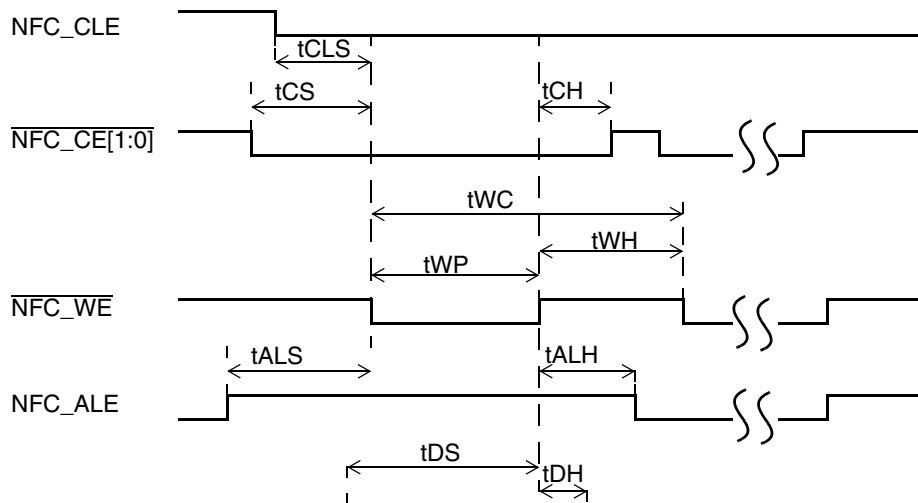 NFC_CLE
tCLS
tCS
tCH
NFC_CE[1:0]
tWC
tWH
tWP
NFC_WE
tALS
tALH
NFC_ALE
tDS
tDH